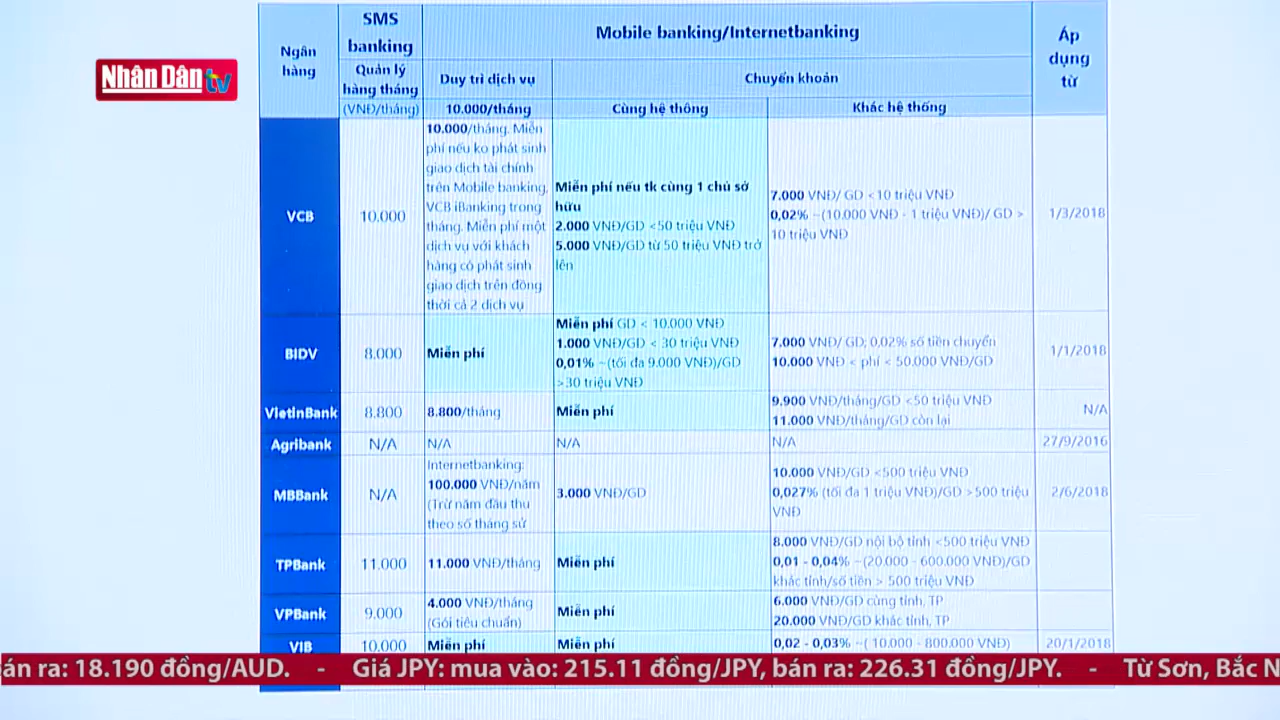 Nhân Dân tv
Ngân
hàng
SMS
banking
Mobile banking/Internetbanking
Áp
dụng
từ
Quản lý
hàng tháng
Duy trì dịch vụ
Chuyển khoản
(VNĐ/tháng)
10.000/tháng
Cùng hệ thông
Khác hệ thống
VCB
10.000
10.000/tháng. Miễn
phí nếu ko phát sinh
giao dịch tài chính
trên Mobile banking,
VCB iBanking trong
tháng. Miễn phí một
dịch vụ với khách
hàng có phát sinh
giao dịch trên đồng
thời cả 2 dịch vụ
Miễn phí nếu tk cùng 1 chủ sở
hữu
2.000 VNĐ/GD <50 triệu VNĐ
5.000 VNĐ/GD từ 50 triệu VNĐ trở
lên
7.000 VNĐ/ GD <10 triệu VNĐ
0,02% ~(10.000 VNĐ - 1 triệu VNĐ)/ GD >
10 triệu VNĐ
1/3/2018
BIDV
8.000
Miễn phí
Miễn phí GD < 10.000 VNĐ
1.000 VNĐ/GD < 30 triệu VNĐ
0,01% ~(tối đa 9.000 VNĐ)/GD
>30 triệu VNĐ
7.000 VNĐ/ GD; 0,02% số tiền chuyển
10.000 VNĐ < phí < 50.000 VNĐ/GD
1/1/2018
VietinBank
8.800
8.800/tháng
Miễn phí
9.900 VNĐ/tháng/GD <50 triệu VNĐ
11.000 VNĐ/tháng/GD còn lại
N/A
Agribank
N/A
N/A
N/A
N/A
27/9/2016
MBBank
N/A
Internetbanking:
100.000 VNĐ/năm
(Trừ năm đầu thu
theo số tháng sử
3.000 VNĐ/GD
10.000 VNĐ/GD <500 triệu VNĐ
0,027% (tối đa 1 triệu VNĐ)/GD >500 triệu
VNĐ
2/6/2018
TPBank
11.000
11.000 VNĐ/tháng
Miễn phí
8.000 VNĐ/GD nội bộ tỉnh <500 triệu VNĐ
0,01 - 0,04% ~(20.000 - 600.000 VNĐ)/GD
khác tỉnh/số tiền > 500 triệu VNĐ
VPBank
9.000
4.000 VNĐ/tháng
(Gói tiêu chuẩn)
Miễn phí
6.000 VNĐ/GD cùng tỉnh, TP
20.000 VNĐ/GD khác tỉnh, TP
VIB
10.000
Miễn phí
Miễn phí
0,02 - 0,03% ~( 10.000 - 800.000 VNĐ)
20/1/2018
bán ra: 18.190 đồng/AUD. - Giá JPY: mua vào: 215.11 đồng/JPY, bán ra: 226.31 đồng/JPY. - Từ Sơn, Bắc N